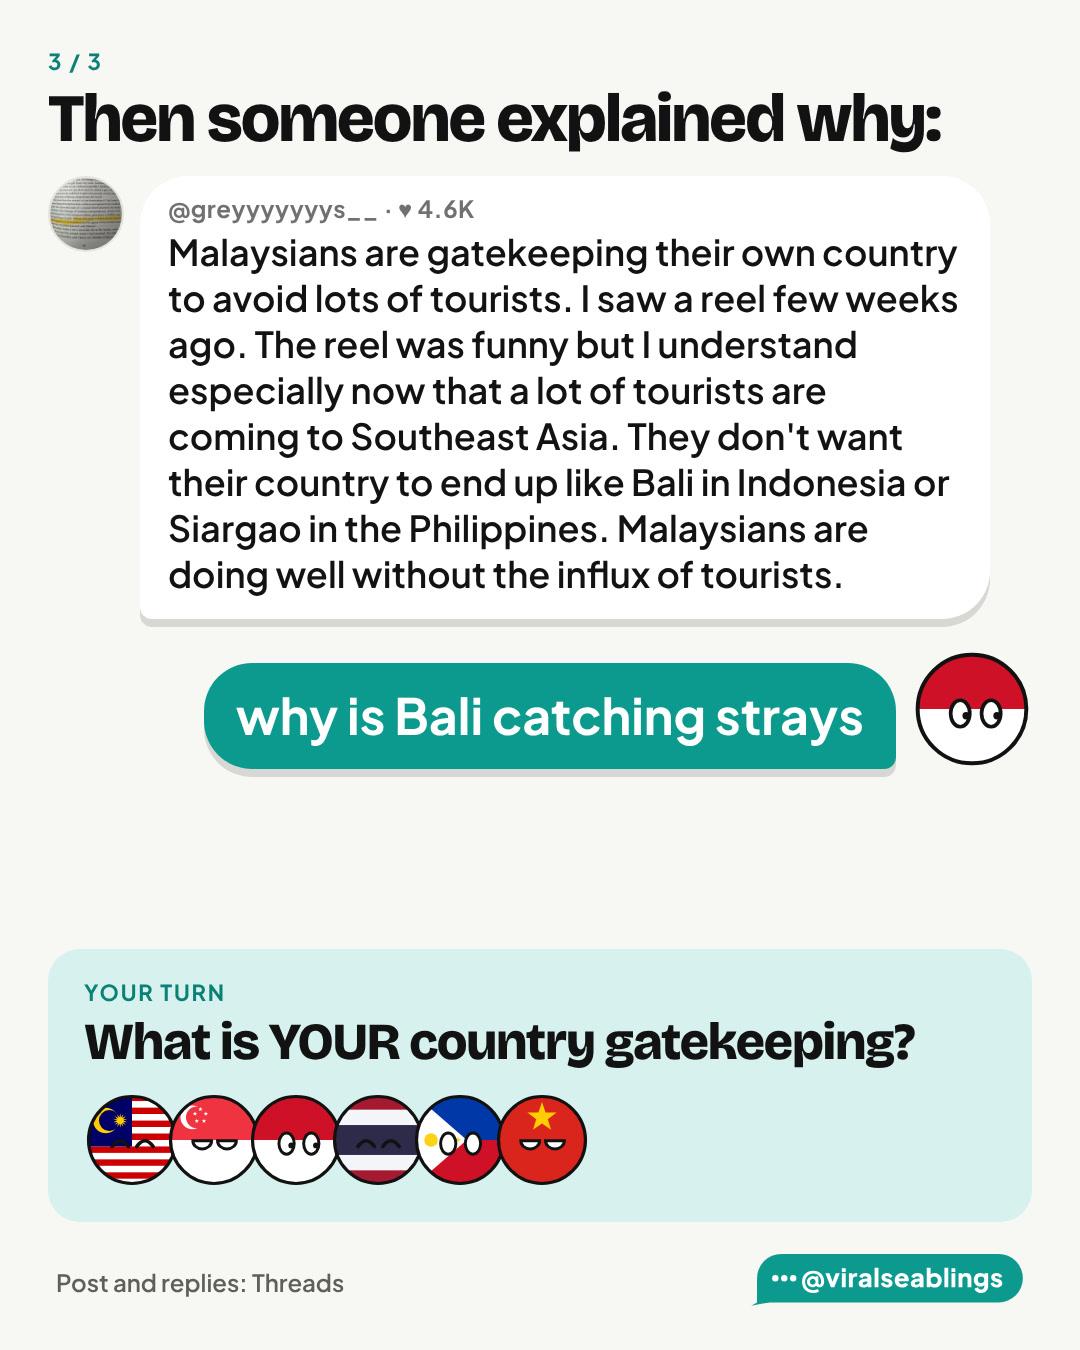 3 / 3
Then someone explained why:
@greyyyyyyys__ · ♥ 4.6K
Malaysians are gatekeeping their own country
to avoid lots of tourists. I saw a reel few weeks
ago. The reel was funny but I understand
especially now that a lot of tourists are
coming to Southeast Asia. They don't want
their country to end up like Bali in Indonesia or
Siargao in the Philippines. Malaysians are
doing well without the influx of tourists.
why is Bali catching strays
YOUR TURN
What is YOUR country gatekeeping?
Post and replies: Threads
•••@viralseablings